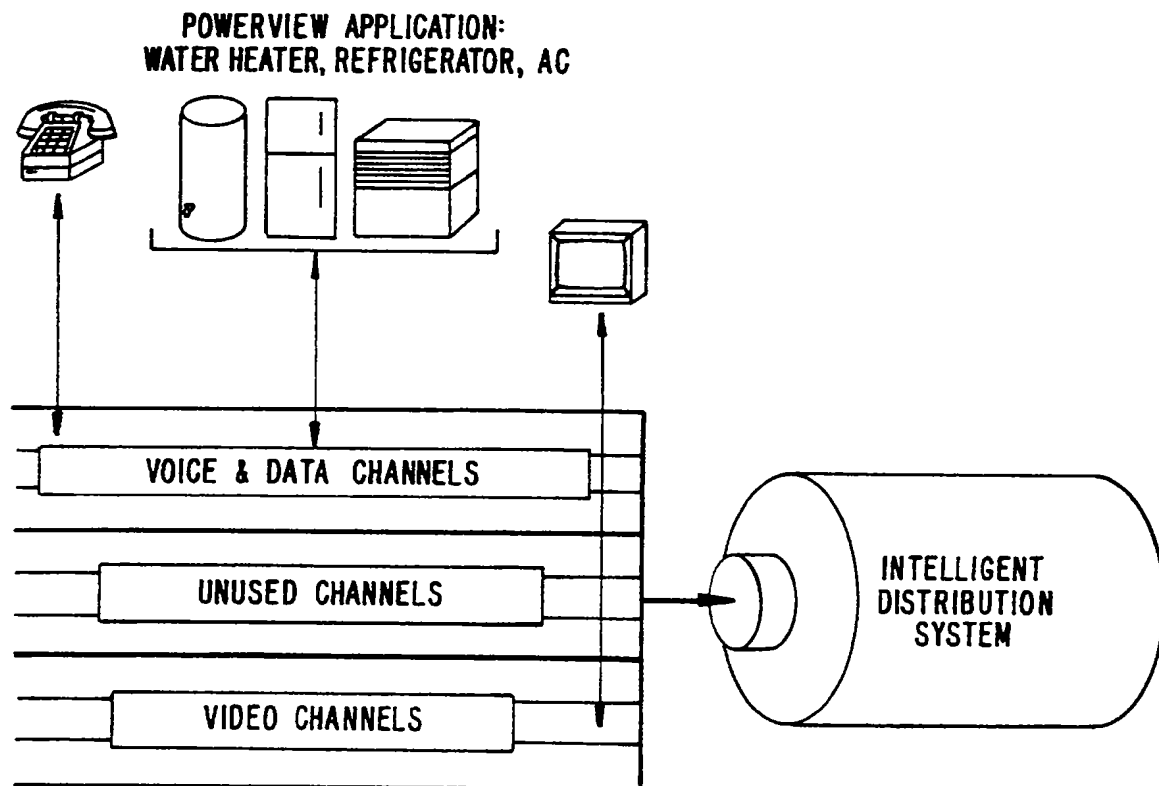 POWERVIEW APPLICATION:
WATER HEATER, REFRIGERATOR, AC
VOICE & DATA CHANNELS
UNUSED CHANNELS
VIDEO CHANNELS
INTELLIGENT
DISTRIBUTION
SYSTEM